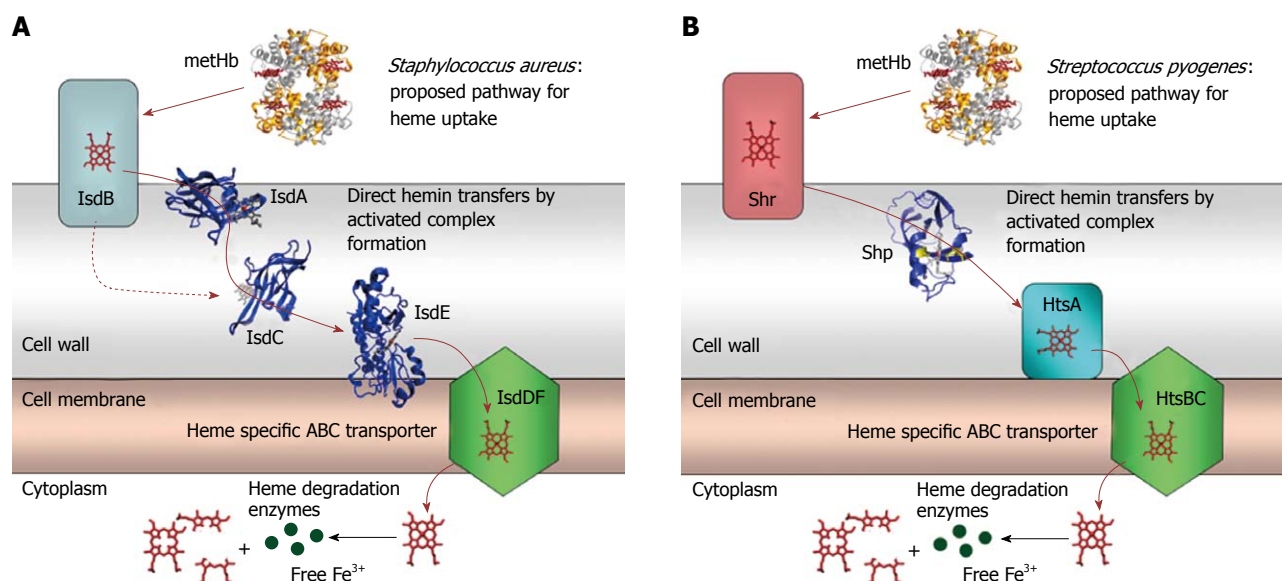 A
metHb
Staphylococcus aureus:
proposed pathway for
heme uptake
IsdB
IsdA
Direct hemin transfers by
activated complex
formation
IsdC
IsdE
Cell wall
Cell membrane
IsdDF
Heme specific ABC transporter
Cytoplasm
Heme degradation
enzymes
+
Free Fe³⁺
B
metHb
Streptococcus pyogenes:
proposed pathway for
heme uptake
Shr
Direct hemin transfers by
activated complex
formation
Shp
HtsA
Cell wall
Cell membrane
HtsBC
Heme specific ABC transporter
Cytoplasm
Heme degradation
enzymes
+
Free Fe³⁺